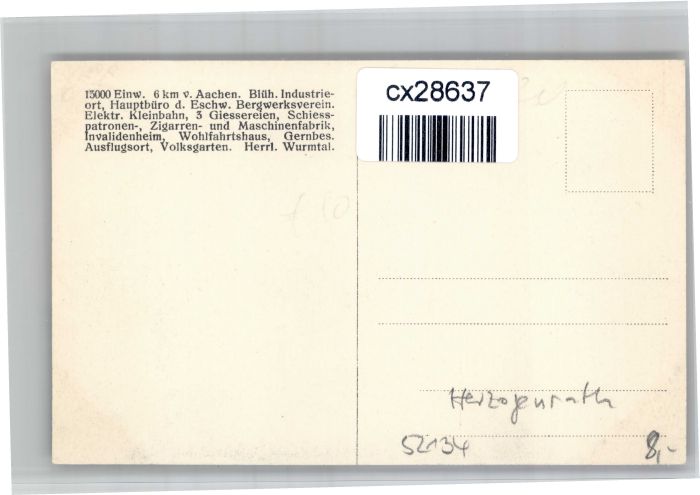 13000 Einw. 6 km v. Aachen. Blüh. Industrie-
ort, Hauptbüro d. Eschw. Bergwerksverein.
Elektr. Kleinbahn, 3 Giessereien, Schiess-
patronen-, Zigarren- und Maschinenfabrik,
Invalidenheim, Wohlfahrtshaus, Gernbes.
Ausflugsort, Volksgarten. Herrl. Wurmtal.
cx28637
Herzogenrath
52134
8,-